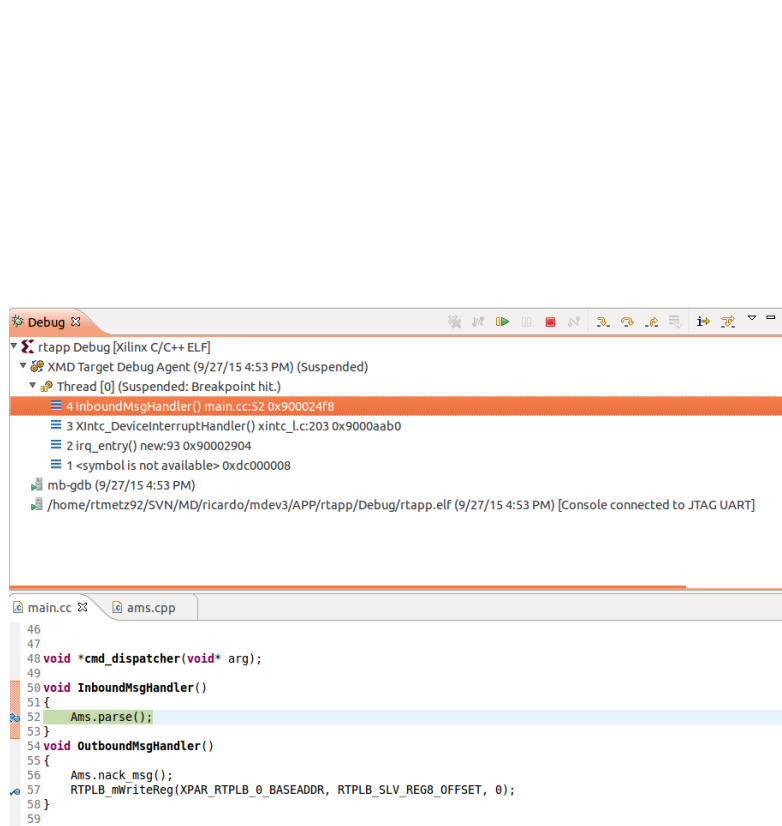 Debug
rtapp Debug [Xilinx C/C++ ELF]
XMD Target Debug Agent (9/27/15 4:53 PM) (Suspended)
Thread [0] (Suspended: Breakpoint hit.)
4 InboundMsgHandler() main.cc:52 0x900024f8
3 XIntc_DeviceInterruptHandler() xintc_l.c:203 0x9000aab0
2 irq_entry() new:93 0x90002904
1 <symbol is not available> 0xdc000008
mb-gdb (9/27/15 4:53 PM)
/home/rtmetz92/SVN/MD/ricardo/mdev3/APP/rtapp/Debug/rtapp.elf (9/27/15 4:53 PM) [Console connected to JTAG UART]
main.cc ams.cpp
46
47
48 void *cmd_dispatcher(void* arg);
49
50 void InboundMsgHandler()
51 {
52     Ams.parse();
53 }
54 void OutboundMsgHandler()
55 {
56     Ams.nack_msg();
57     RTPLB_mWriteReg(XPAR_RTPLB_0_BASEADDR, RTPLB_SLV_REG8_OFFSET, 0);
58 }
59